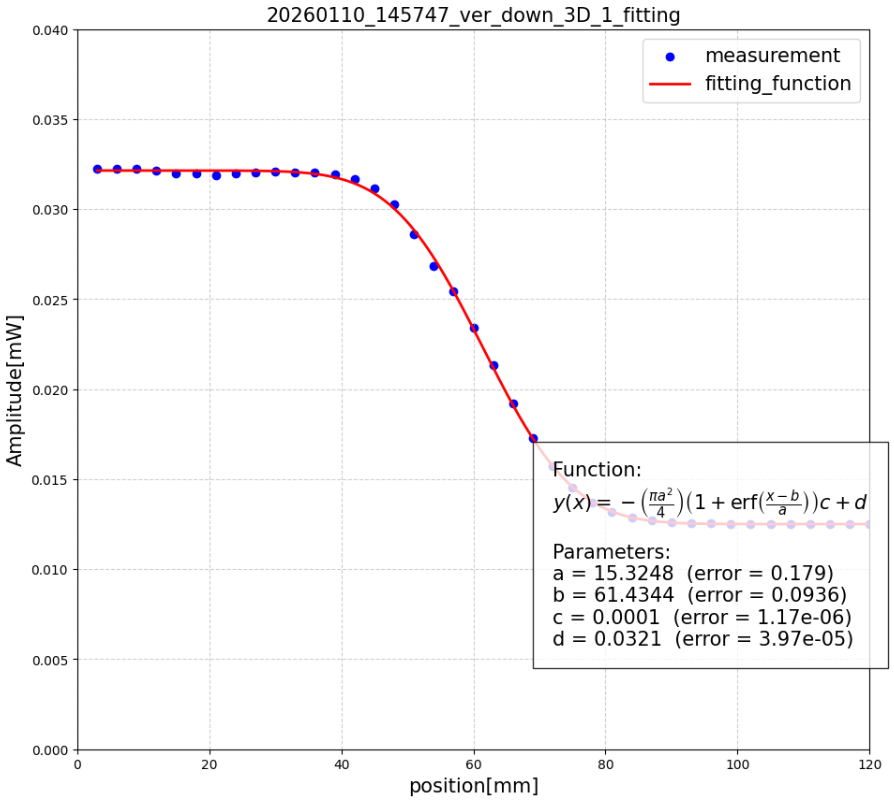 20260110_145747_ver_down_3D_1_fitting
0.040
0.035
0.030
0.025
0.020
0.015
0.010
0.005
0.000
Amplitude[mW]
measurement
fitting_function
Function:
y(x) = −(πa²/4)(1 + erf((x−b)/a))c + d
Parameters:
a = 15.3248 (error = 0.179)
b = 61.4344 (error = 0.0936)
c = 0.0001 (error = 1.17e-06)
d = 0.0321 (error = 3.97e-05)
0 20 40 60 80 100 120
position[mm]